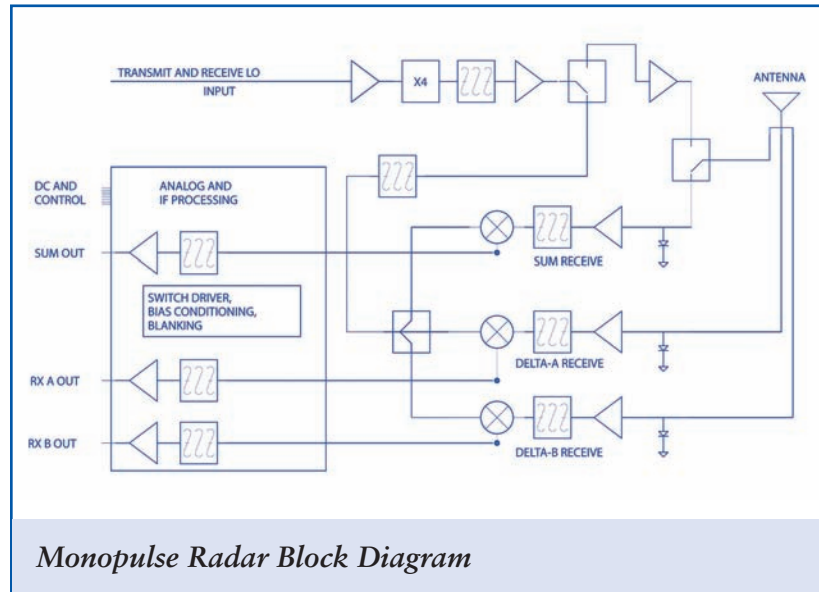 TRANSMIT AND RECEIVE LO
INPUT
X4
ANTENNA
DC AND
CONTROL
ANALOG AND
IF PROCESSING
SUM OUT
SUM RECEIVE
SWITCH DRIVER,
BIAS CONDITIONING,
BLANKING
DELTA-A RECEIVE
RX A OUT
RX B OUT
DELTA-B RECEIVE
Monopulse Radar Block Diagram